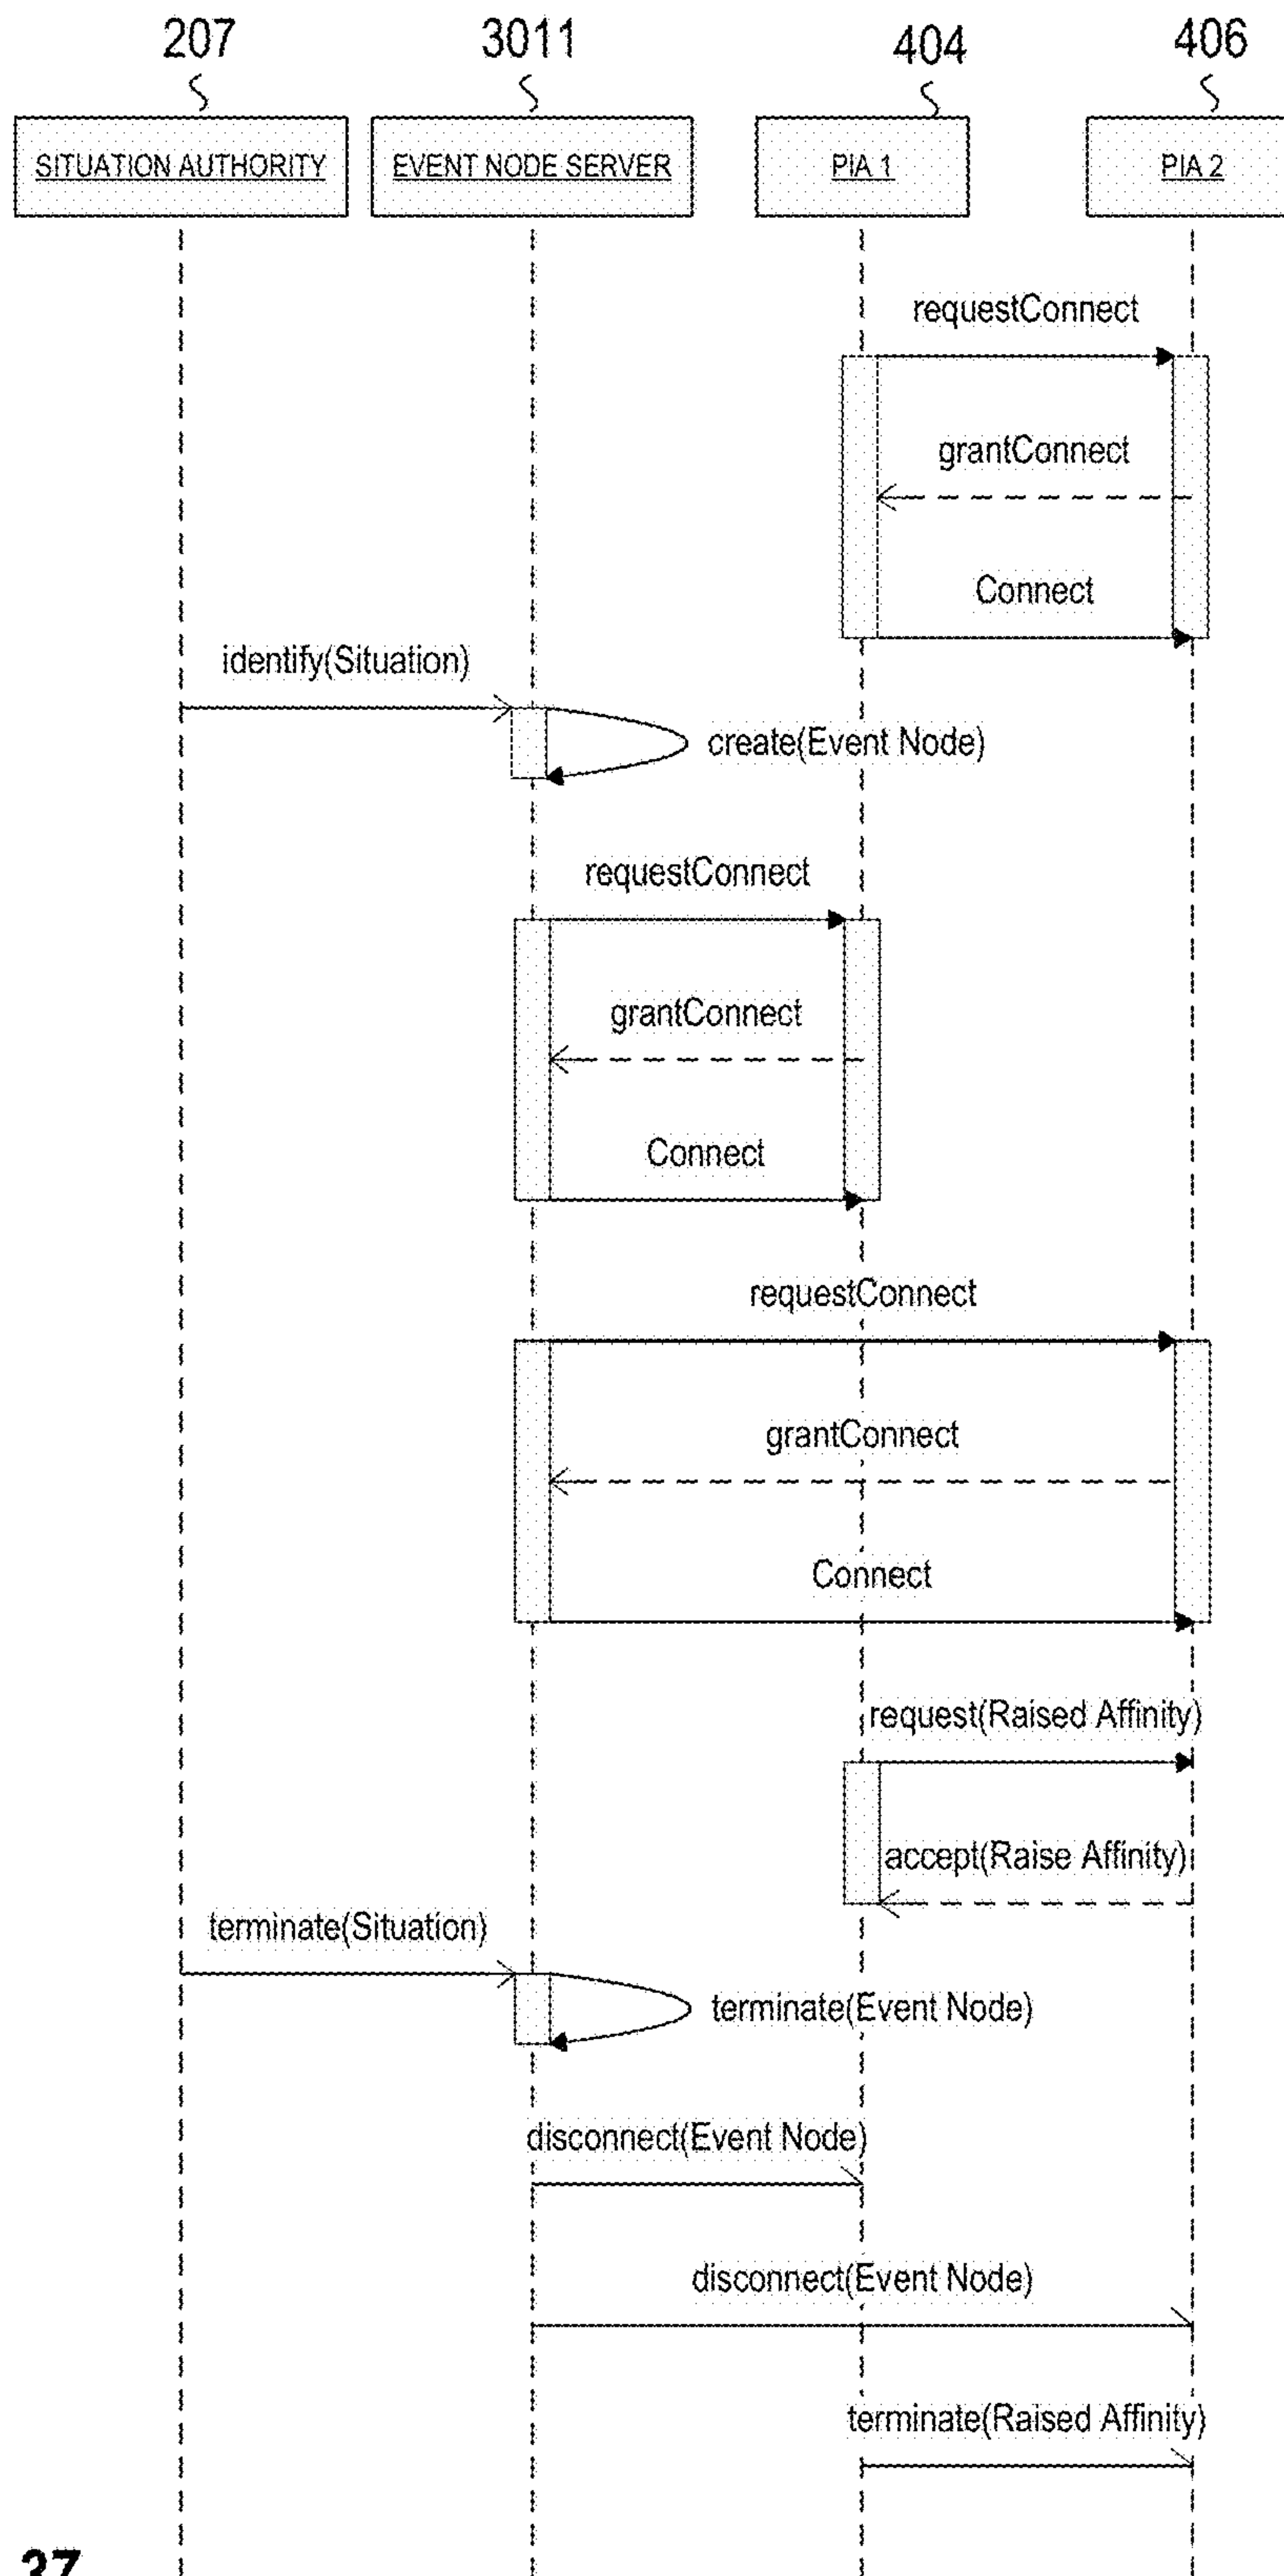 207 3011 404 406
SITUATION AUTHORITY EVENT NODE SERVER PIA 1 PIA 2
requestConnect
grantConnect
Connect
identify(Situation)
create(Event Node)
requestConnect
grantConnect
Connect
requestConnect
grantConnect
Connect
request(Raised Affinity)
accept(Raise Affinity)
terminate(Situation)
terminate(Event Node)
disconnect(Event Node)
disconnect(Event Node)
terminate(Raised Affinity)
37